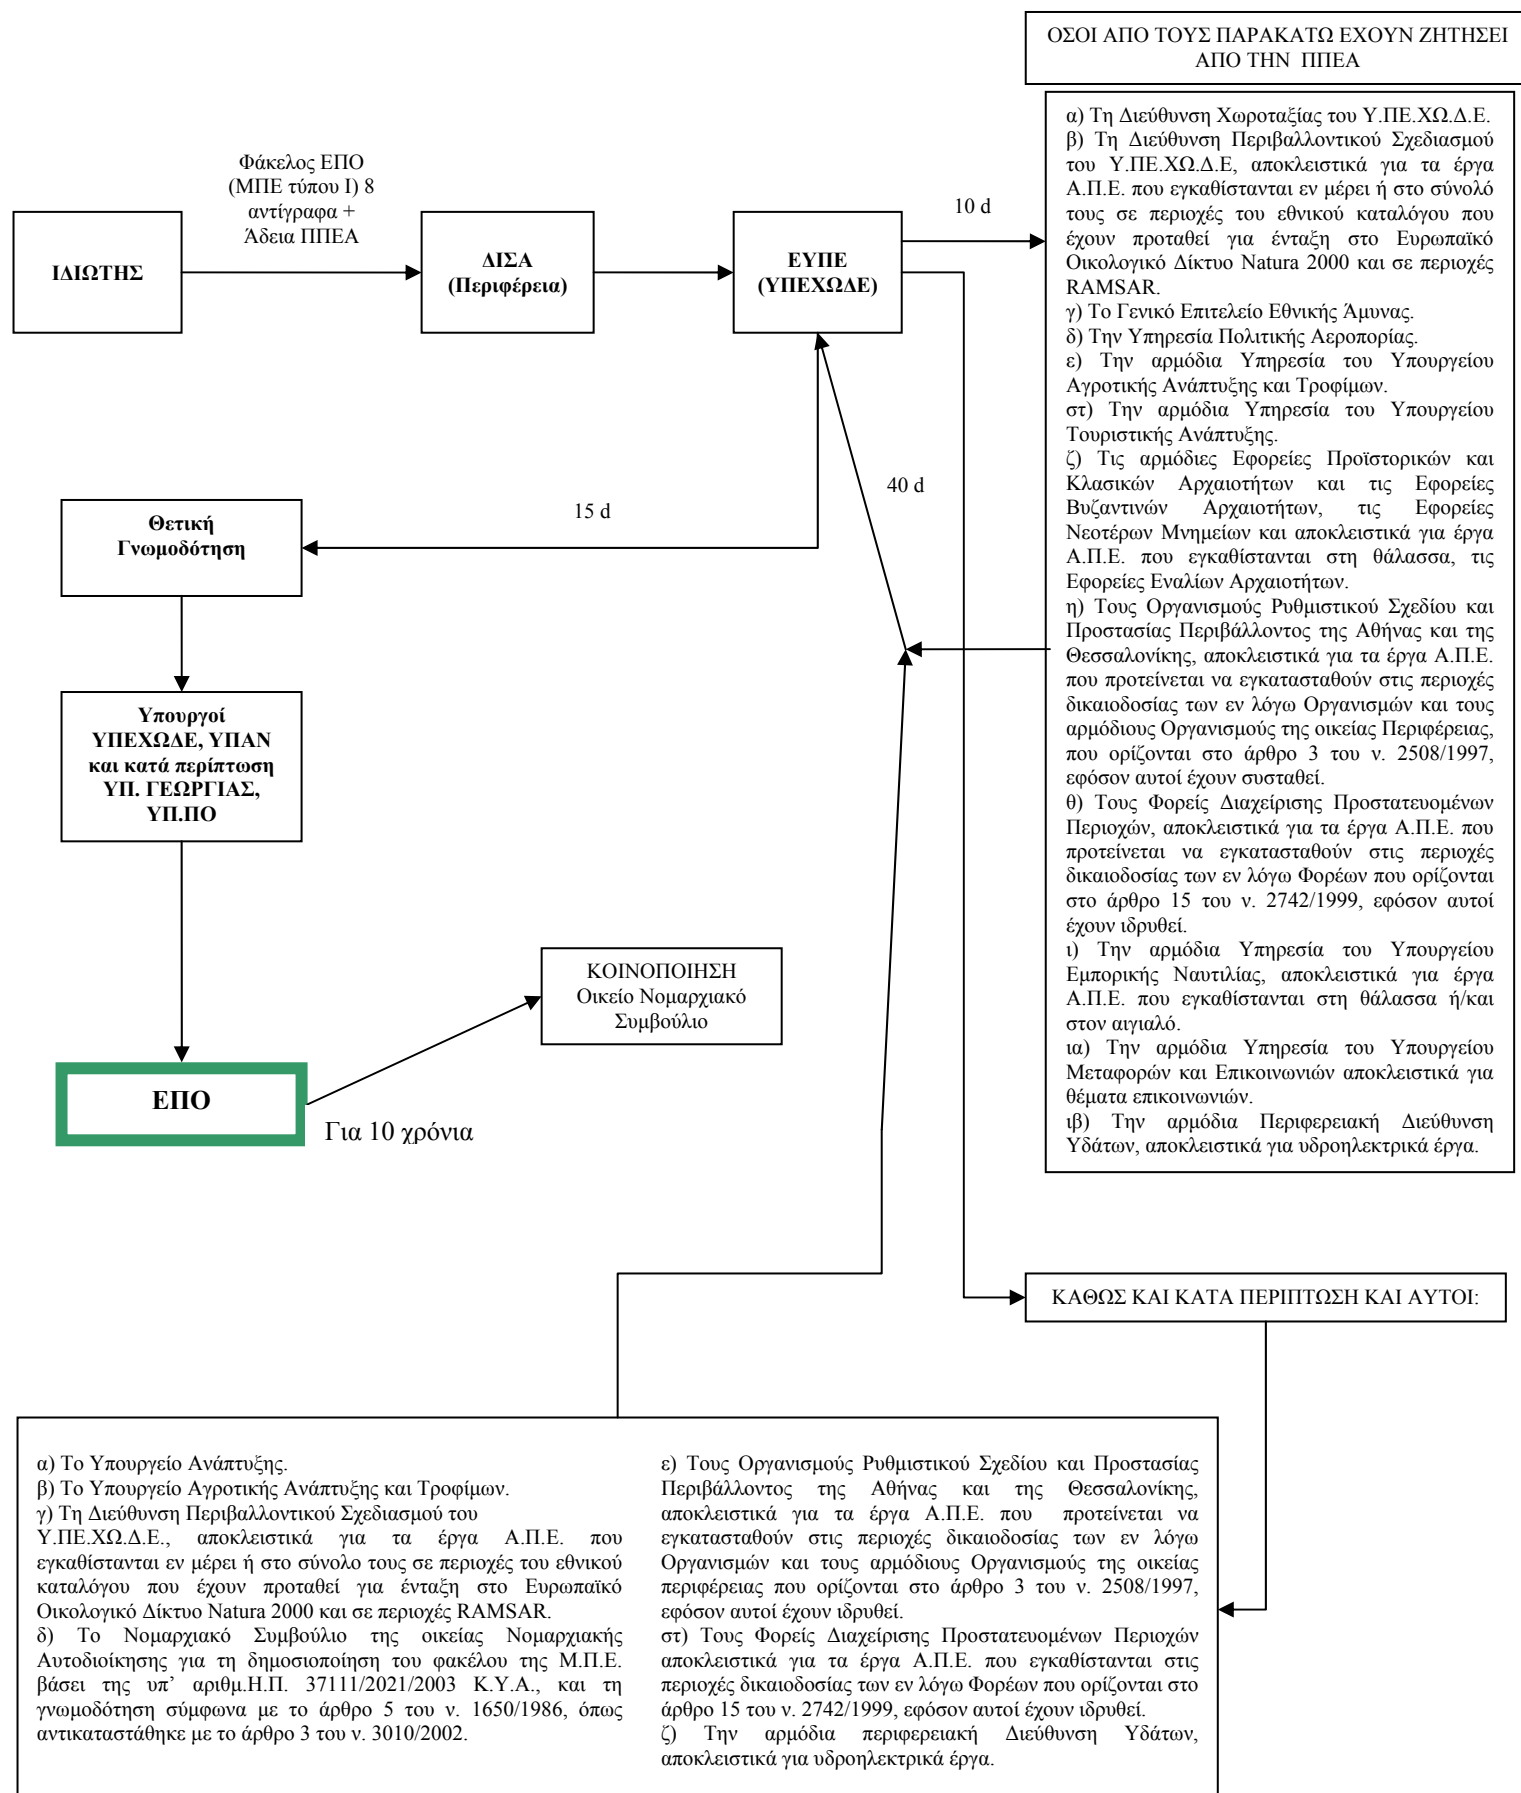 ΟΣΟΙ ΑΠΟ ΤΟΥΣ ΠΑΡΑΚΑΤΩ ΕΧΟΥΝ ΖΗΤΗΣΕΙ
ΑΠΟ ΤΗΝ ΠΠΕΑ
Φάκελος ΕΠΟ
(ΜΠΕ τύπου Ι) 8
αντίγραφα +
Άδεια ΠΠΕΑ
ΙΔΙΩΤΗΣ
ΔΙΣΑ
(Περιφέρεια)
ΕΥΠΕ
(ΥΠΕΧΩΔΕ)
10 d
α) Τη Διεύθυνση Χωροταξίας του Υ.ΠΕ.ΧΩ.Δ.Ε.
β) Τη Διεύθυνση Περιβαλλοντικού Σχεδιασμού
του Υ.ΠΕ.ΧΩ.Δ.Ε, αποκλειστικά για τα έργα
Α.Π.Ε. που εγκαθίστανται εν μέρει ή στο σύνολό
τους σε περιοχές του εθνικού καταλόγου που
έχουν προταθεί για ένταξη στο Ευρωπαϊκό
Οικολογικό Δίκτυο Natura 2000 και σε περιοχές
RAMSAR.
γ) Το Γενικό Επιτελείο Εθνικής Άμυνας.
δ) Την Υπηρεσία Πολιτικής Αεροπορίας.
ε) Την αρμόδια Υπηρεσία του Υπουργείου
Αγροτικής Ανάπτυξης και Τροφίμων.
στ) Την αρμόδια Υπηρεσία του Υπουργείου
Τουριστικής Ανάπτυξης.
ζ) Τις αρμόδιες Εφορείες Προϊστορικών και
Κλασικών Αρχαιοτήτων και τις Εφορείες
Βυζαντινών Αρχαιοτήτων, τις Εφορείες
Νεοτέρων Μνημείων και αποκλειστικά για έργα
Α.Π.Ε. που εγκαθίστανται στη θάλασσα, τις
Εφορείες Εναλίων Αρχαιοτήτων.
η) Τους Οργανισμούς Ρυθμιστικού Σχεδίου και
Προστασίας Περιβάλλοντος της Αθήνας και της
Θεσσαλονίκης, αποκλειστικά για τα έργα Α.Π.Ε.
που προτείνεται να εγκατασταθούν στις περιοχές
δικαιοδοσίας των εν λόγω Οργανισμών και τους
αρμόδιους Οργανισμούς της οικείας Περιφέρειας,
που ορίζονται στο άρθρο 3 του ν. 2508/1997,
εφόσον αυτοί έχουν συσταθεί.
θ) Τους Φορείς Διαχείρισης Προστατευομένων
Περιοχών, αποκλειστικά για τα έργα Α.Π.Ε. που
προτείνεται να εγκατασταθούν στις περιοχές
δικαιοδοσίας των εν λόγω Φορέων που ορίζονται
στο άρθρο 15 του ν. 2742/1999, εφόσον αυτοί
έχουν ιδρυθεί.
ι) Την αρμόδια Υπηρεσία του Υπουργείου
Εμπορικής Ναυτιλίας, αποκλειστικά για έργα
Α.Π.Ε. που εγκαθίστανται στη θάλασσα ή/και
στον αιγιαλό.
ια) Την αρμόδια Υπηρεσία του Υπουργείου
Μεταφορών και Επικοινωνιών αποκλειστικά για
θέματα επικοινωνιών.
ιβ) Την αρμόδια Περιφερειακή Διεύθυνση
Υδάτων, αποκλειστικά για υδροηλεκτρικά έργα.
40 d
15 d
Θετική
Γνωμοδότηση
Υπουργοί
ΥΠΕΧΩΔΕ, ΥΠΑΝ
και κατά περίπτωση
ΥΠ. ΓΕΩΡΓΙΑΣ,
ΥΠ.ΠΟ
ΚΟΙΝΟΠΟΙΗΣΗ
Οικείο Νομαρχιακό
Συμβούλιο
ΕΠΟ
Για 10 χρόνια
ΚΑΘΩΣ ΚΑΙ ΚΑΤΑ ΠΕΡΙΠΤΩΣΗ ΚΑΙ ΑΥΤΟΙ:
α) Το Υπουργείο Ανάπτυξης.
β) Το Υπουργείο Αγροτικής Ανάπτυξης και Τροφίμων.
γ) Τη Διεύθυνση Περιβαλλοντικού Σχεδιασμού του
Υ.ΠΕ.ΧΩ.Δ.Ε., αποκλειστικά για τα έργα Α.Π.Ε. που
εγκαθίστανται εν μέρει ή στο σύνολο τους σε περιοχές του εθνικού
καταλόγου που έχουν προταθεί για ένταξη στο Ευρωπαϊκό
Οικολογικό Δίκτυο Natura 2000 και σε περιοχές RAMSAR.
δ) Το Νομαρχιακό Συμβούλιο της οικείας Νομαρχιακής
Αυτοδιοίκησης για τη δημοσιοποίηση του φακέλου της Μ.Π.Ε.
βάσει της υπ’ αριθμ.Η.Π. 37111/2021/2003 Κ.Υ.Α., και τη
γνωμοδότηση σύμφωνα με το άρθρο 5 του ν. 1650/1986, όπως
αντικαταστάθηκε με το άρθρο 3 του ν. 3010/2002.
ε) Τους Οργανισμούς Ρυθμιστικού Σχεδίου και Προστασίας
Περιβάλλοντος της Αθήνας και της Θεσσαλονίκης,
αποκλειστικά για τα έργα Α.Π.Ε. που προτείνεται να
εγκατασταθούν στις περιοχές δικαιοδοσίας των εν λόγω
Οργανισμών και τους αρμόδιους Οργανισμούς της οικείας
περιφέρειας που ορίζονται στο άρθρο 3 του ν. 2508/1997,
εφόσον αυτοί έχουν ιδρυθεί.
στ) Τους Φορείς Διαχείρισης Προστατευομένων Περιοχών
αποκλειστικά για τα έργα Α.Π.Ε. που εγκαθίστανται στις
περιοχές δικαιοδοσίας των εν λόγω Φορέων που ορίζονται στο
άρθρο 15 του ν. 2742/1999, εφόσον αυτοί έχουν ιδρυθεί.
ζ) Την αρμόδια περιφερειακή Διεύθυνση Υδάτων,
αποκλειστικά για υδροηλεκτρικά έργα.